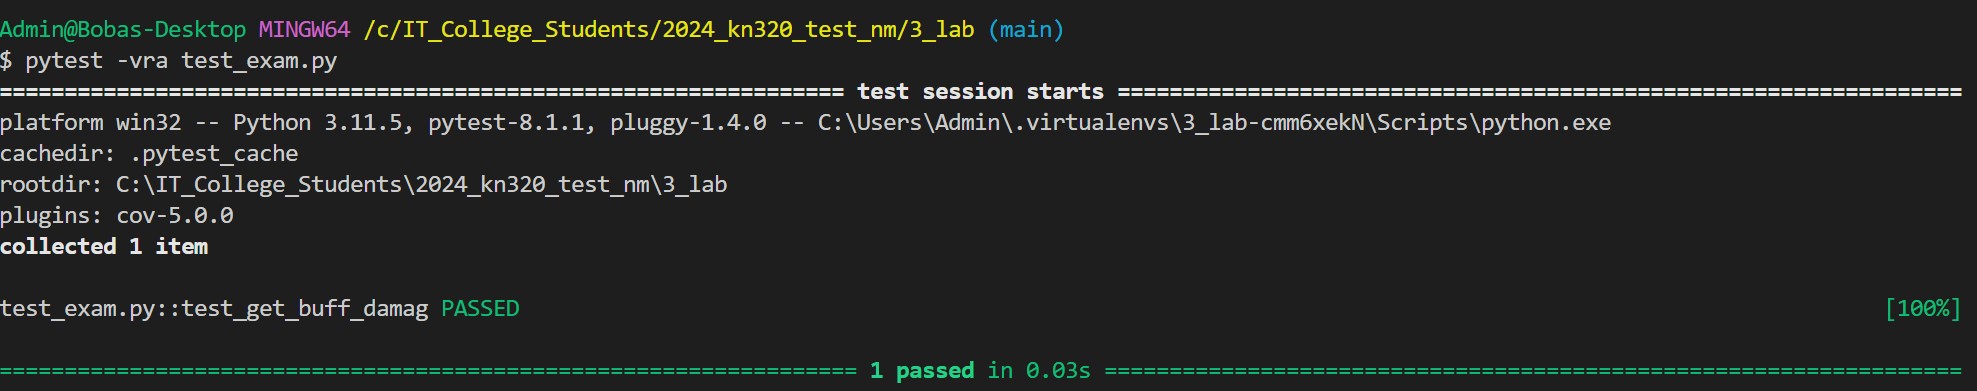 Admin@Bobas-Desktop MINGW64 /c/IT_College_Students/2024_kn320_test_nm/3_lab (main)
$ pytest -vra test_exam.py
================================================================= test session starts =================================================================
platform win32 -- Python 3.11.5, pytest-8.1.1, pluggy-1.4.0 -- C:\Users\Admin\.virtualenvs\3_lab-cmm6xekN\Scripts\python.exe
cachedir: .pytest_cache
rootdir: C:\IT_College_Students\2024_kn320_test_nm\3_lab
plugins: cov-5.0.0
collected 1 item
test_exam.py::test_get_buff_damag PASSED [100%]
================================================================== 1 passed in 0.03s ==================================================================